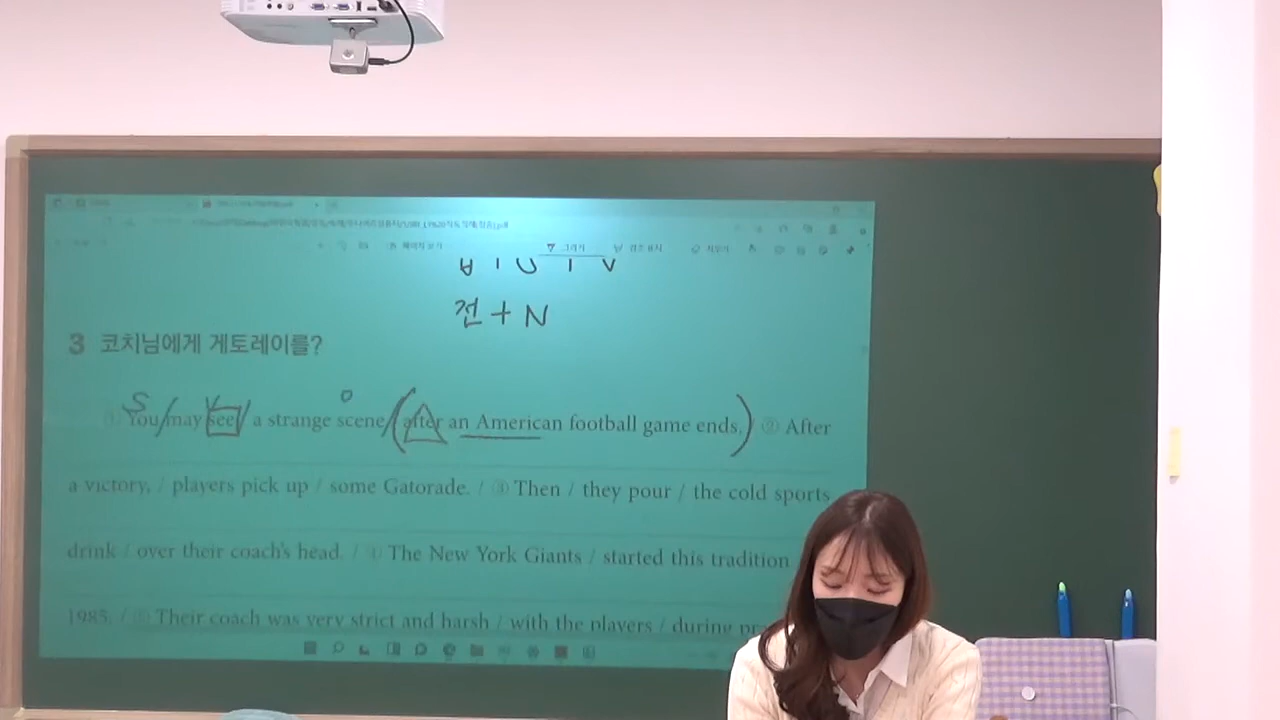 전 + N
3 코치님에게 게토레이를?
S V O
① You / may see / a strange scene / (after an American football game ends.) ② After
a victory, / players pick up / some Gatorade. / ③ Then / they pour / the cold sports
drink / over their coach's head. / ④ The New York Giants / started this tradition
1985. / ⑤ Their coach was very strict and harsh / with the players / during